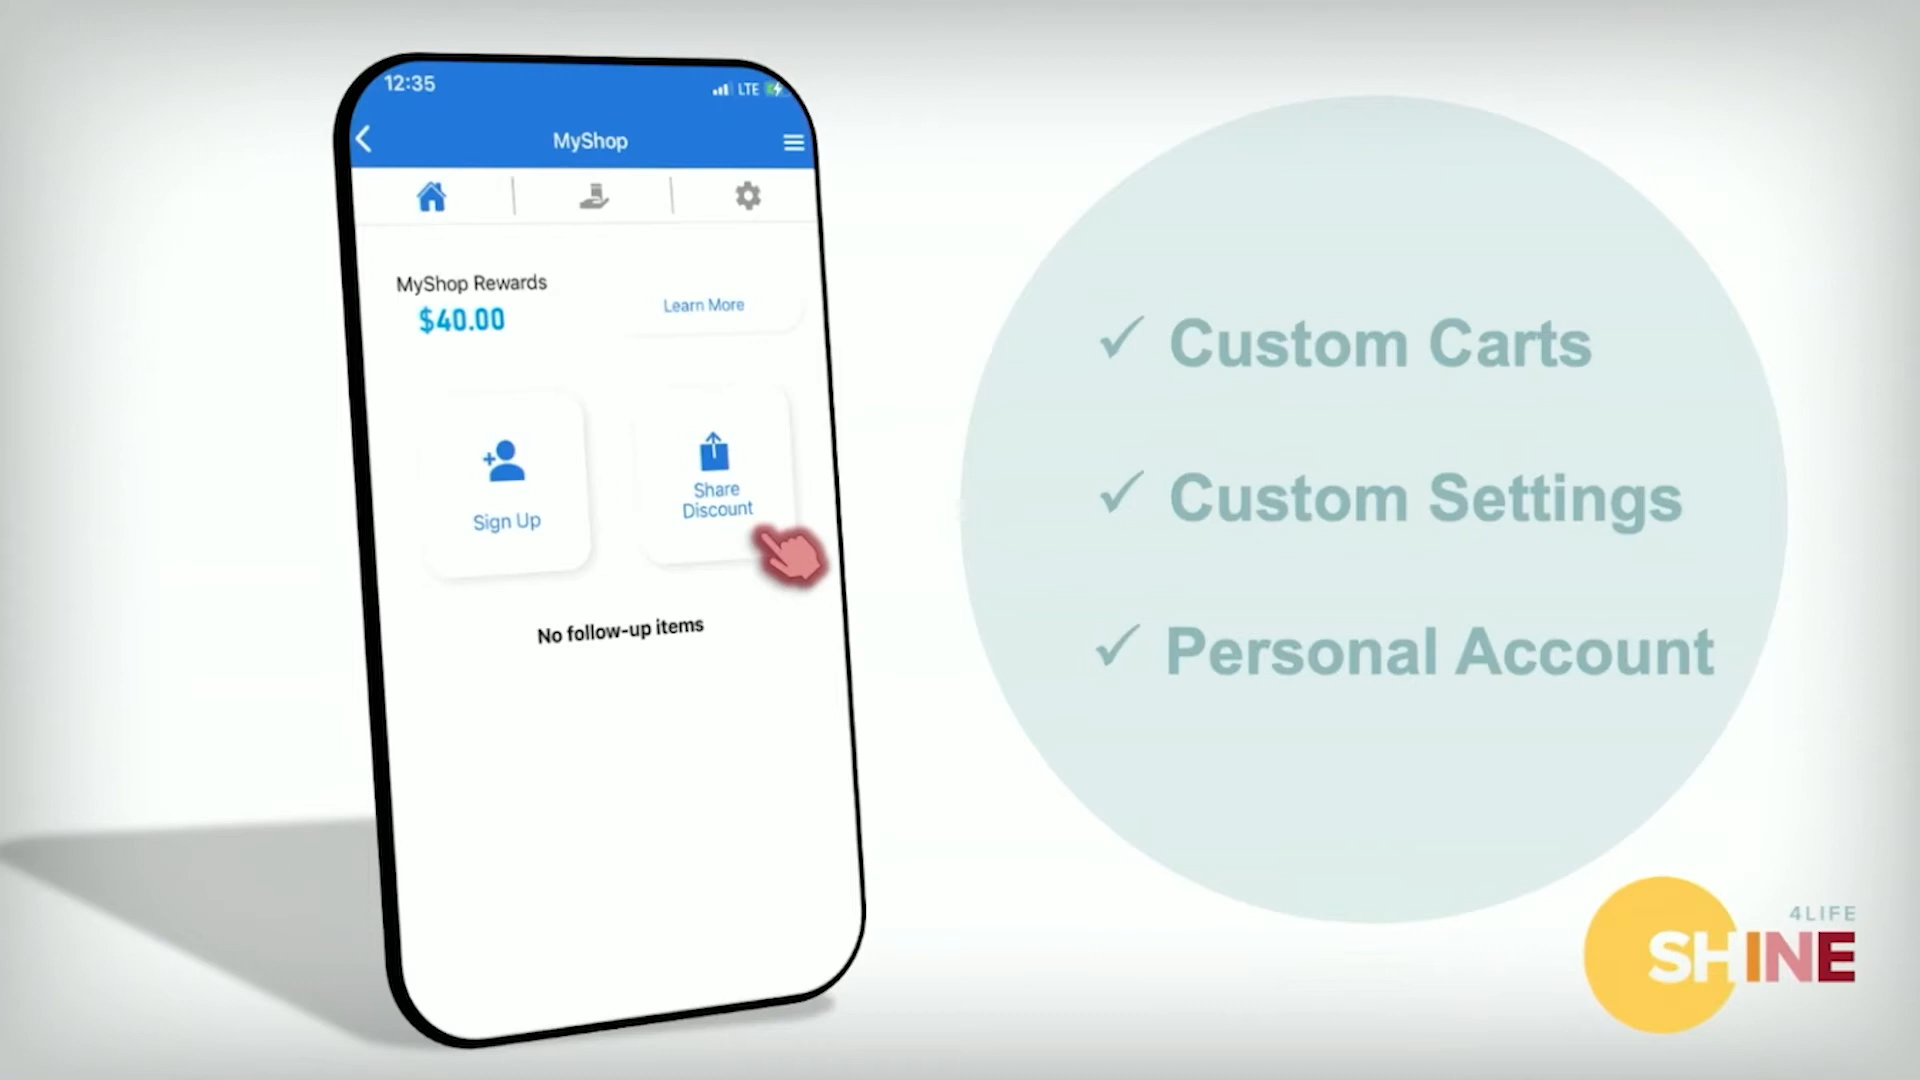 12:35
LTE
MyShop
MyShop Rewards
$40.00
Learn More
Sign Up
Share
Discount
No follow-up items
✓ Custom Carts
✓ Custom Settings
✓ Personal Account
4LIFE
SHINE